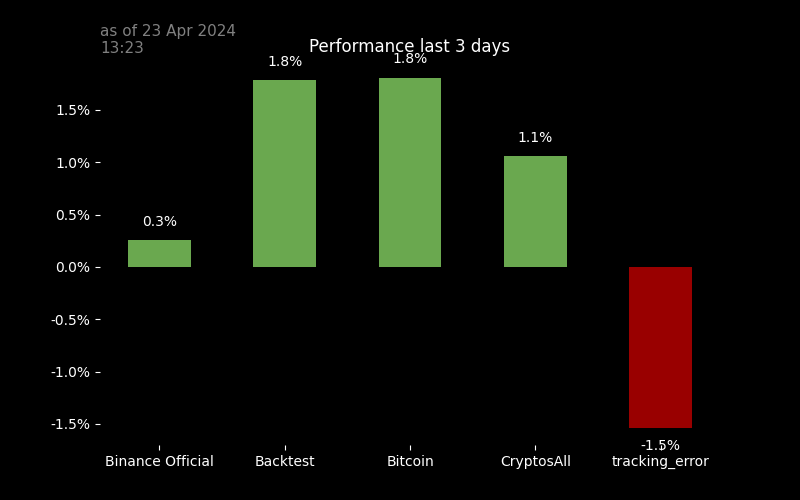 as of 23 Apr 2024
13:23
Performance last 3 days
1.8%
1.8%
1.5%
1.1%
1.0%
0.5%
0.3%
0.0%
-0.5%
-1.0%
-1.5%
-1.5%
Binance Official
Backtest
Bitcoin
CryptosAll
tracking_error